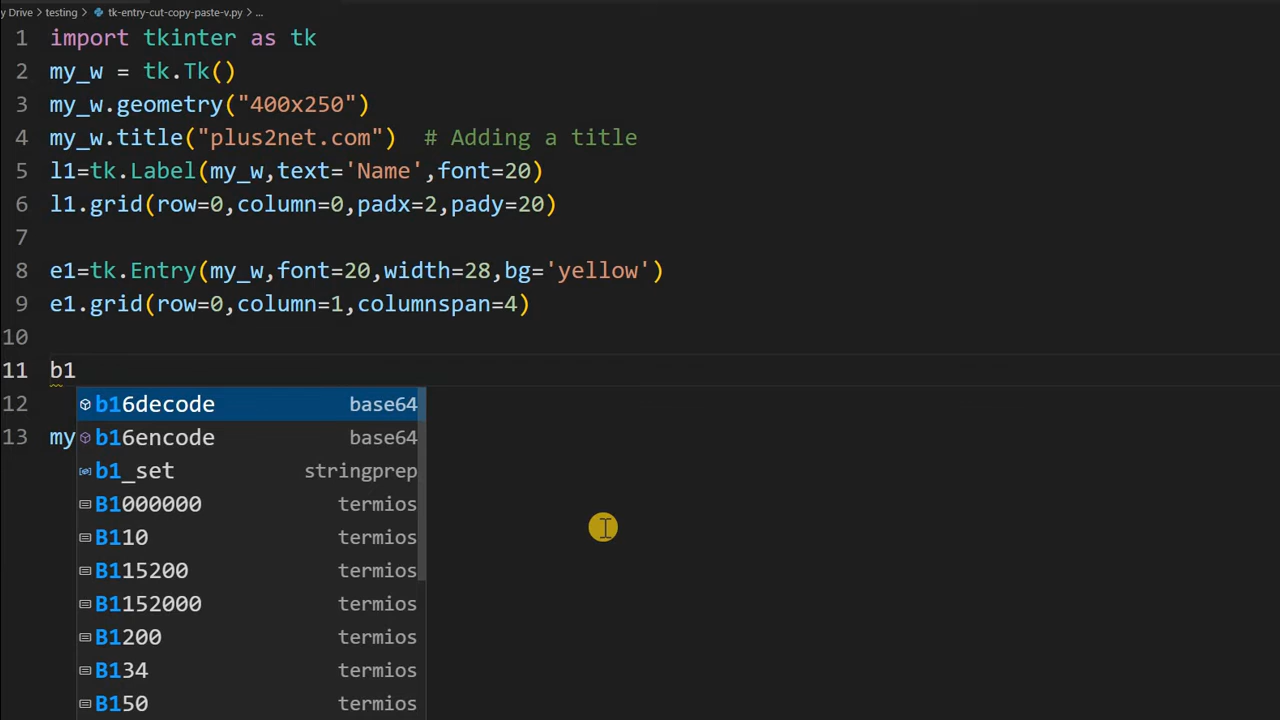 y Drive > testing > tk-entry-cut-copy-paste-v.py > ...
1 import tkinter as tk
2 my_w = tk.Tk()
3 my_w.geometry("400x250")
4 my_w.title("plus2net.com")  # Adding a title
5 l1=tk.Label(my_w,text='Name',font=20)
6 l1.grid(row=0,column=0,padx=2,pady=20)
7
8 e1=tk.Entry(my_w,font=20,width=28,bg='yellow')
9 e1.grid(row=0,column=1,columnspan=4)
10
11 b1
12 b16decode base64
13 my b16encode base64
b1_set stringprep
B1000000 termios
B110 termios
B115200 termios
B1152000 termios
B1200 termios
B134 termios
B150 termios